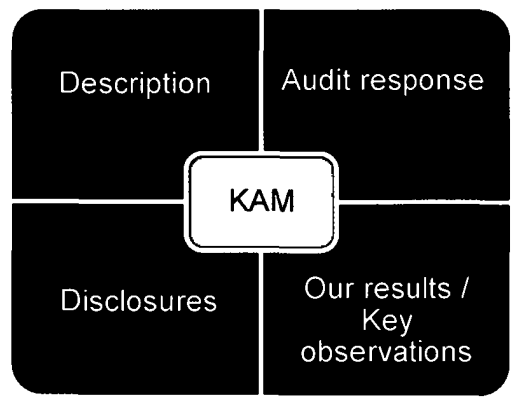 Description
Audit response
KAM
Disclosures
Our results /
Key
observations